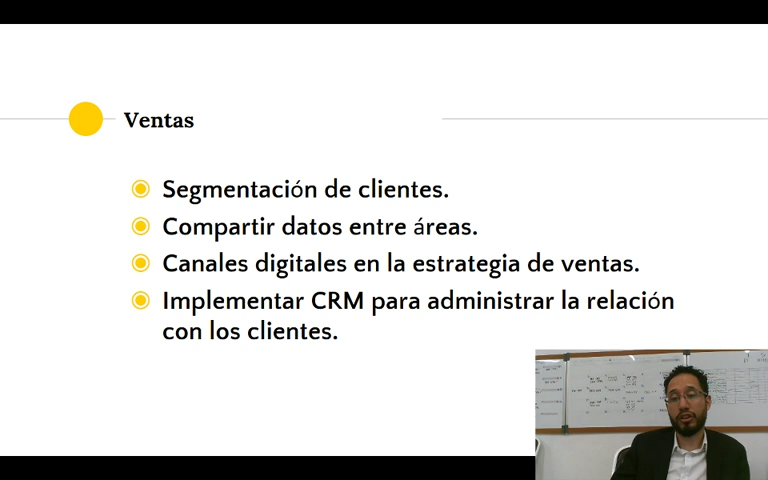 Ventas
Segmentación de clientes.
Compartir datos entre áreas.
Canales digitales en la estrategia de ventas.
Implementar CRM para administrar la relación
con los clientes.